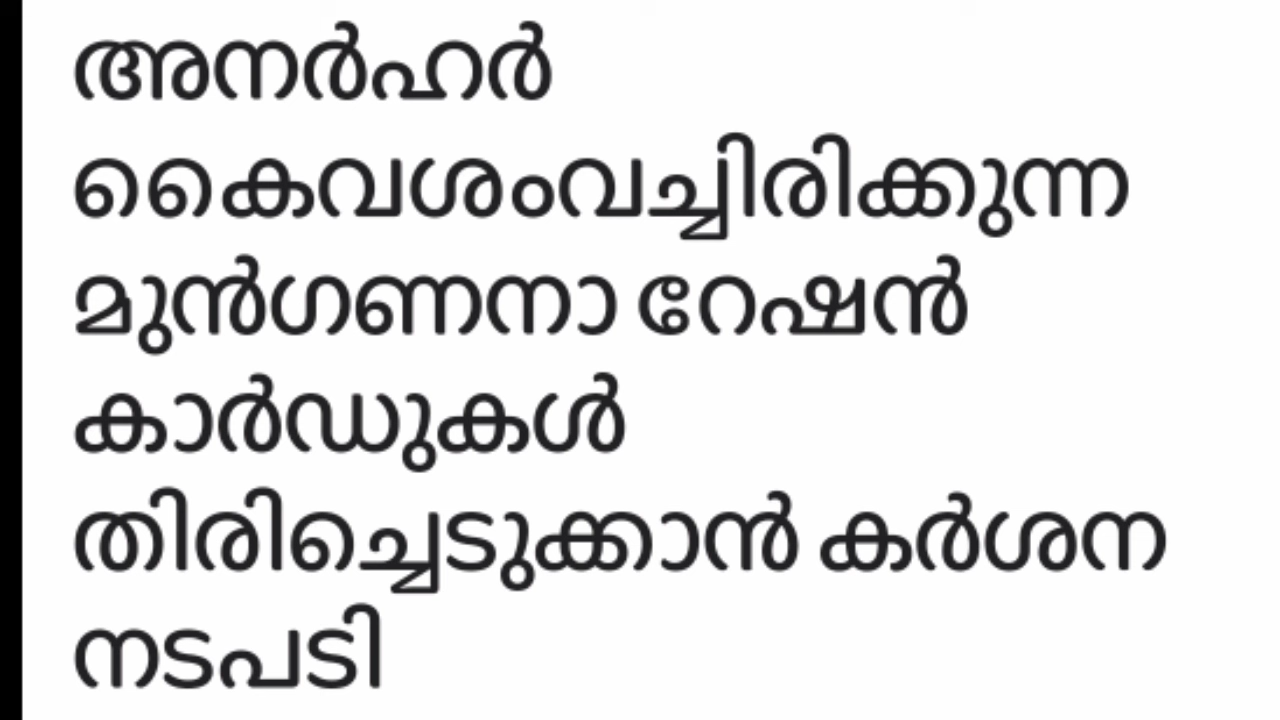 അനർഹർ
കൈവശംവച്ചിരിക്കുന്ന
മുൻഗണനാ റേഷൻ
കാർഡുകൾ
തിരിച്ചെടുക്കാൻ കർശന
നടപടി